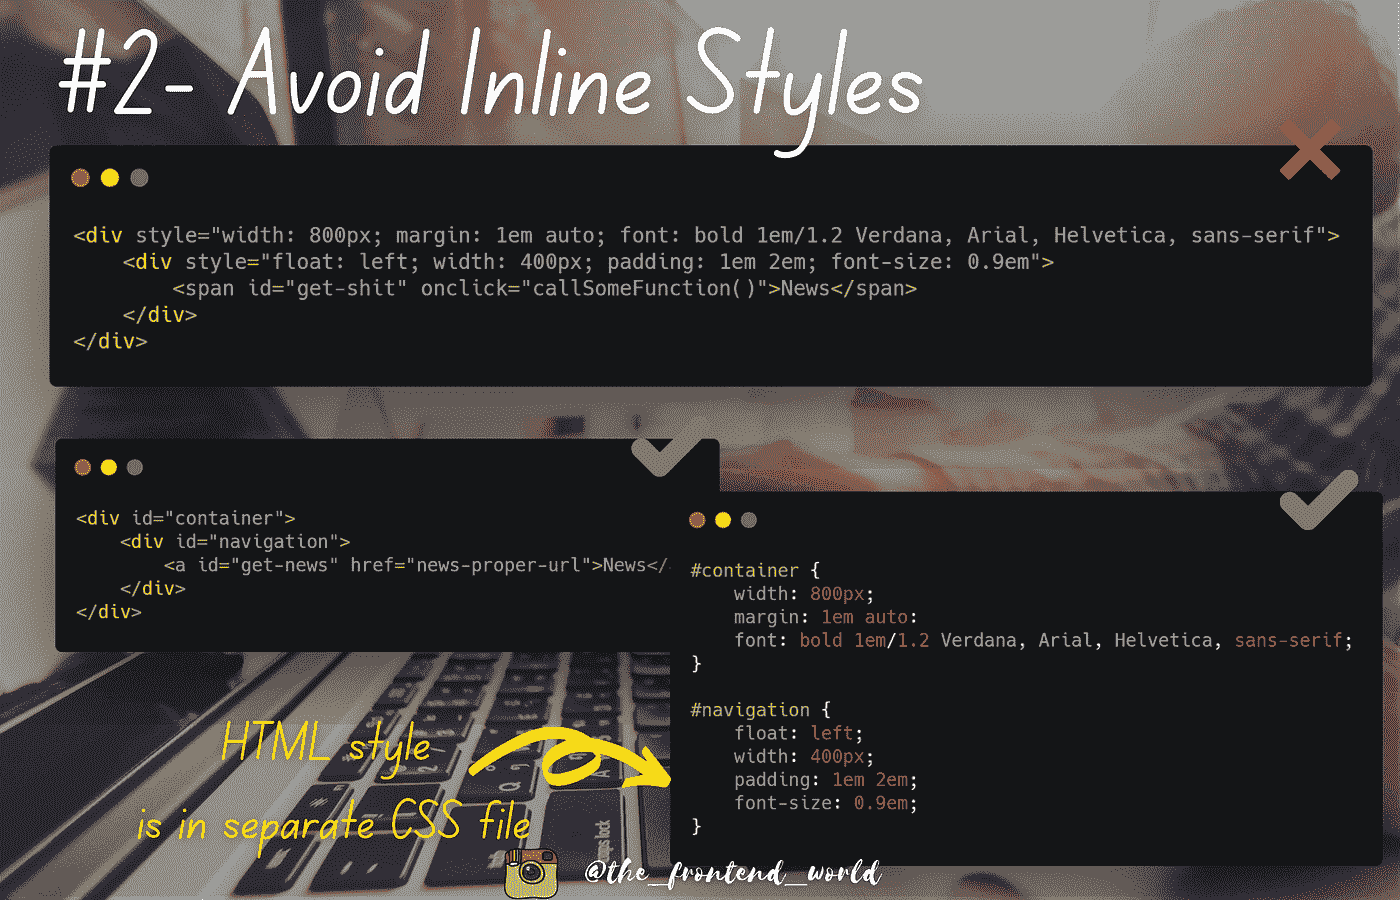 #2- Avoid Inline Styles
<div style="width: 800px; margin: 1em auto; font: bold 1em/1.2 Verdana, Arial, Helvetica, sans-serif">
<div style="float: left; width: 400px; padding: 1em 2em; font-size: 0.9em">
<span id="get-shit" onclick="callSomeFunction()">News</span>
</div>
</div>
<div id="container">
<div id="navigation">
<a id="get-news" href="news-proper-url">News</
</div>
</div>
#container {
width: 800px;
margin: 1em auto:
font: bold 1em/1.2 Verdana, Arial, Helvetica, sans-serif;
}
#navigation {
float: left;
width: 400px;
padding: 1em 2em;
font-size: 0.9em;
}
HTML style
is in separate CSS file
@the_frontend_world